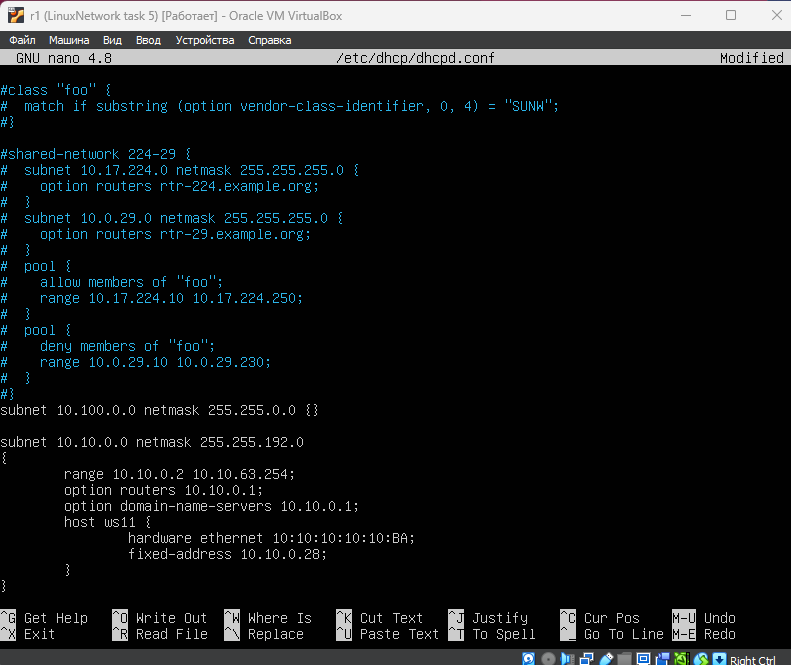 r1 (LinuxNetwork task 5) [Работает] - Oracle VM VirtualBox
Файл Машина Вид Ввод Устройства Справка
GNU nano 4.8 /etc/dhcp/dhcpd.conf Modified
#class "foo" {
#  match if substring (option vendor-class-identifier, 0, 4) = "SUNW";
#}
#shared-network 224-29 {
#  subnet 10.17.224.0 netmask 255.255.255.0 {
#    option routers rtr-224.example.org;
#  }
#  subnet 10.0.29.0 netmask 255.255.255.0 {
#    option routers rtr-29.example.org;
#  }
#  pool {
#    allow members of "foo";
#    range 10.17.224.10 10.17.224.250;
#  }
#  pool {
#    deny members of "foo";
#    range 10.0.29.10 10.0.29.230;
#  }
#}
subnet 10.100.0.0 netmask 255.255.0.0 {}
subnet 10.10.0.0 netmask 255.255.192.0
{
        range 10.10.0.2 10.10.63.254;
        option routers 10.10.0.1;
        option domain-name-servers 10.10.0.1;
        host ws11 {
                hardware ethernet 10:10:10:10:10:BA;
                fixed-address 10.10.0.28;
        }
}
^G Get Help ^O Write Out ^W Where Is ^K Cut Text ^J Justify ^C Cur Pos M-U Undo
^X Exit ^R Read File ^\ Replace ^U Paste Text ^T To Spell ^_ Go To Line M-E Redo
Right Ctrl